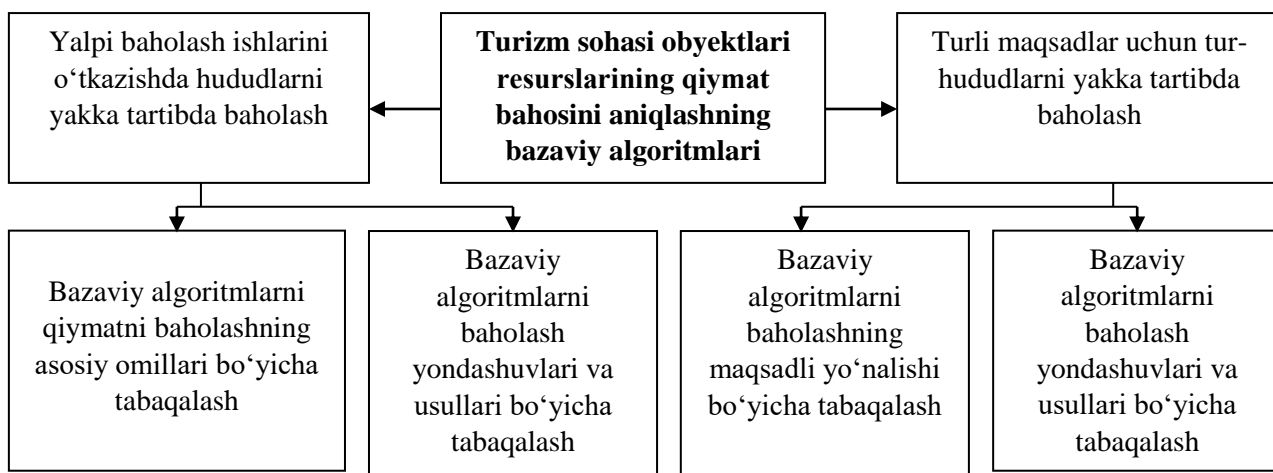 Yalpi baholash ishlarini
o‘tkazishda hududlarni
yakka tartibda baholash
Turizm sohasi obyektlari
resurslarining qiymat
bahosini aniqlashning
bazaviy algoritmlari
Turli maqsadlar uchun tur-
hududlarni yakka tartibda
baholash
Bazaviy algoritmlarni
qiymatni baholashning
asosiy omillari bo‘yicha
tabaqalash
Bazaviy
algoritmlarni
baholash
yondashuvlari va
usullari bo‘yicha
tabaqalash
Bazaviy
algoritmlarni
baholashning
maqsadli yo‘nalishi
bo‘yicha tabaqalash
Bazaviy
algoritmlarni
baholash
yondashuvlari va
usullari bo‘yicha
tabaqalash